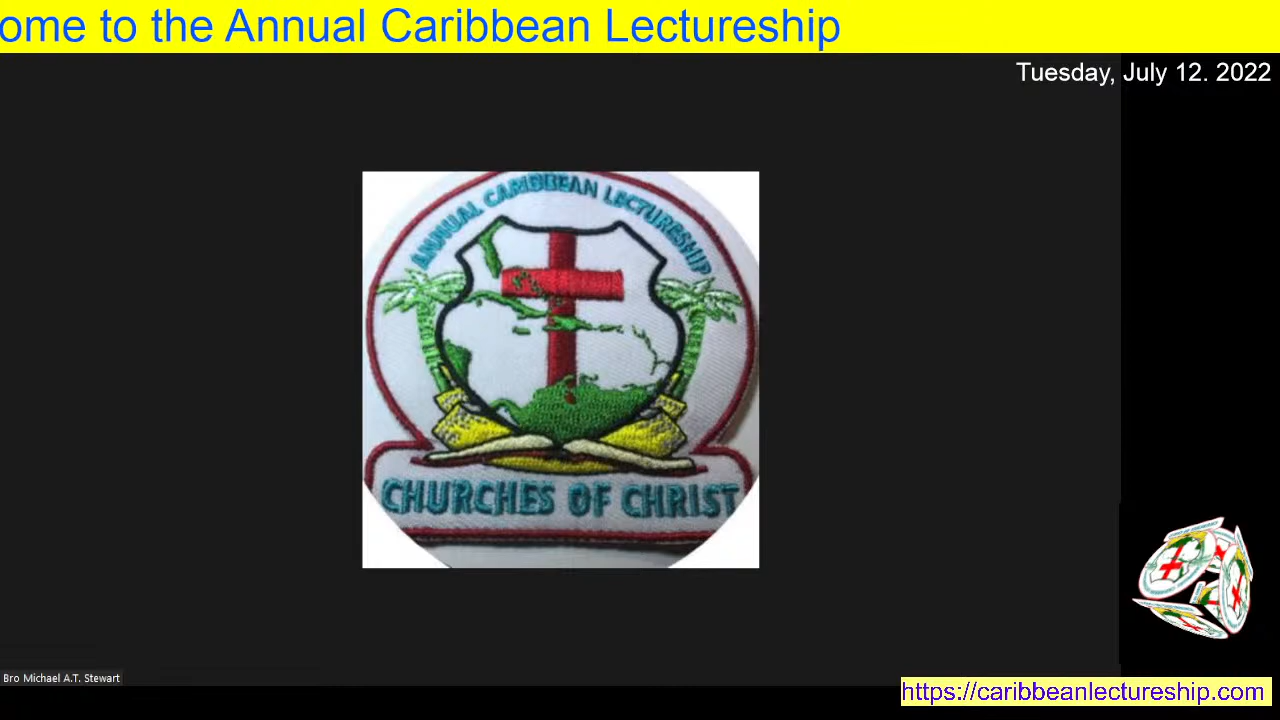 ome to the Annual Caribbean Lectureship
Tuesday, July 12. 2022
ANNUAL CARIBBEAN LECTURESHIP
CHURCHES OF CHRIST
Bro Michael A.T. Stewart
https://caribbeanlectureship.com